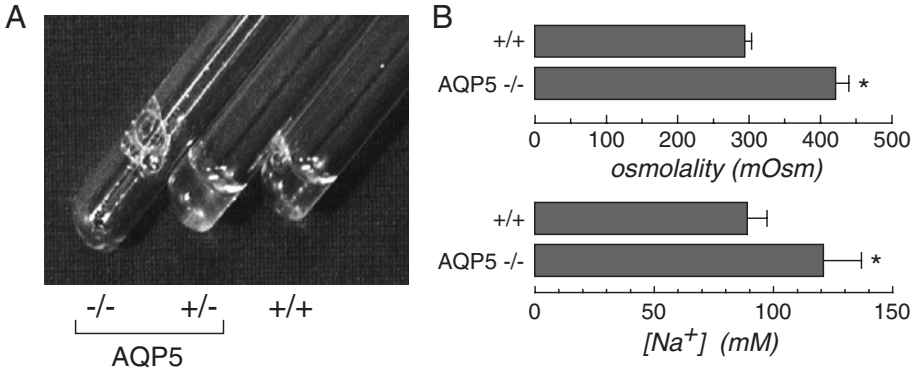 A
-/-
+/-
+/+
AQP5
B
+/+
AQP5 -/-
*
0 100 200 300 400 500
osmolality (mOsm)
+/+
AQP5 -/-
*
0 50 100 150
[Na+] (mM)